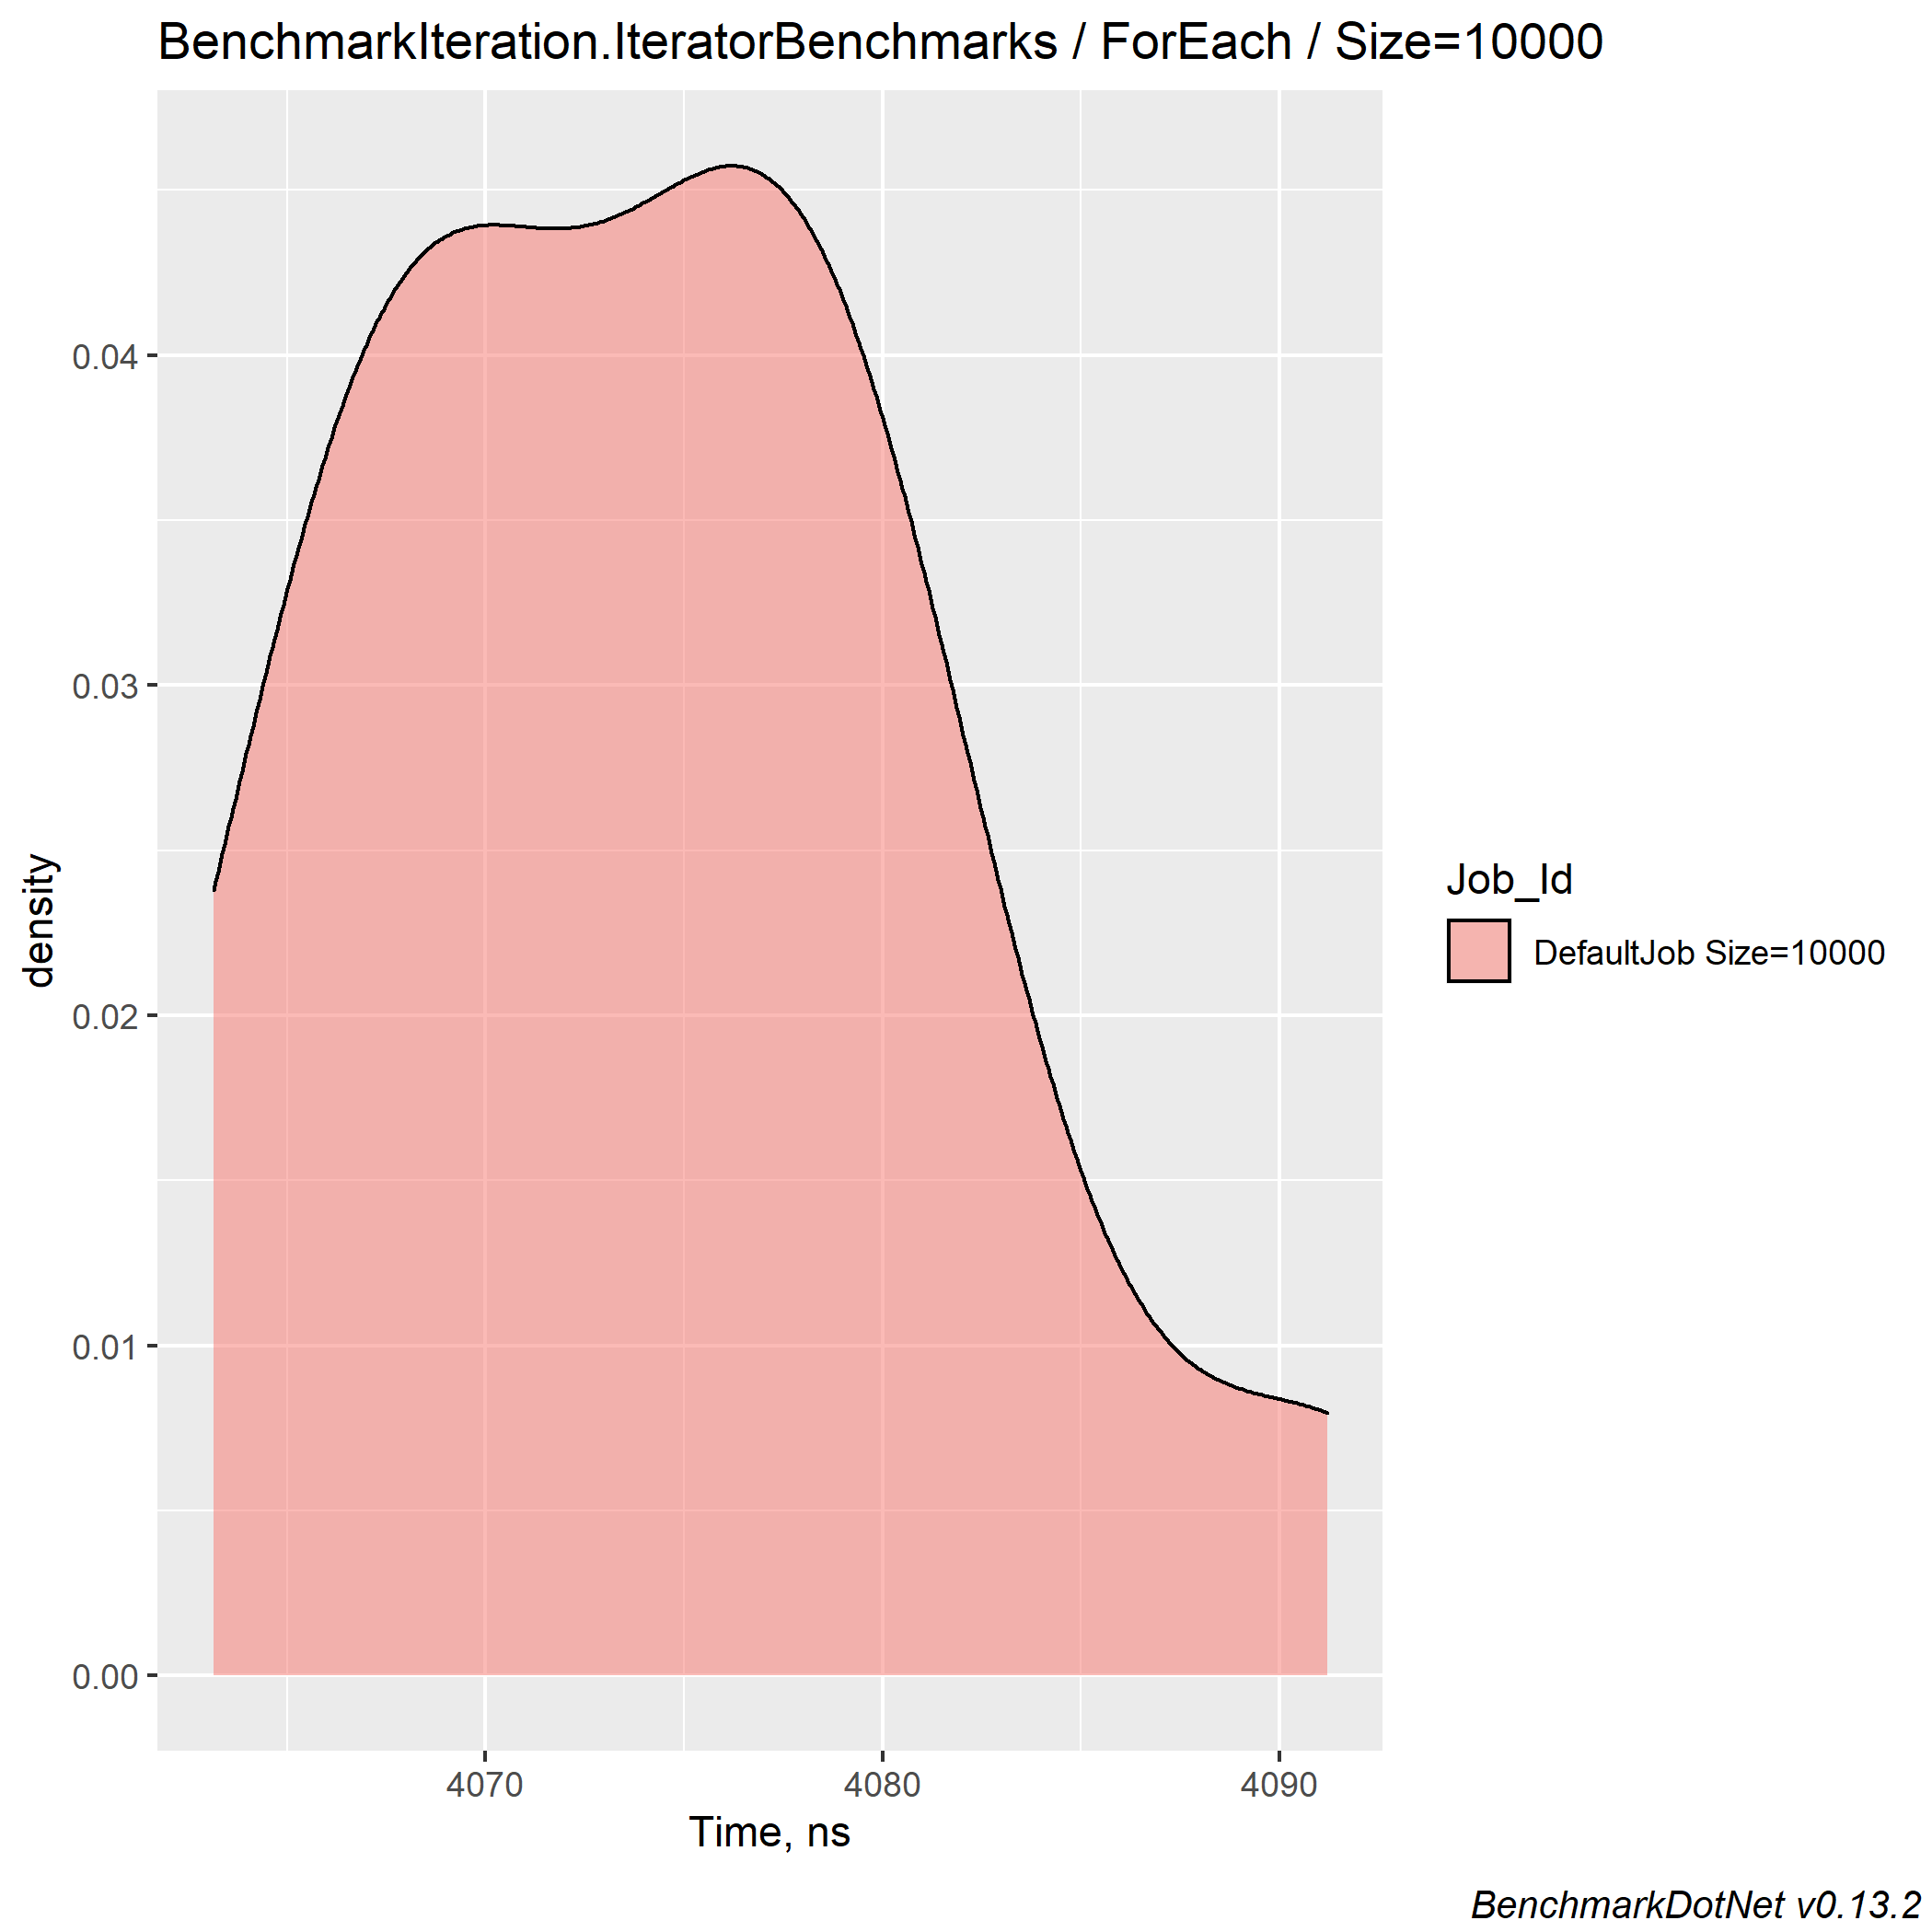 BenchmarkIteration.IteratorBenchmarks / ForEach / Size=10000
0.04
0.03
0.02
0.01
0.00
density
4070
4080
4090
Time, ns
Job_Id
DefaultJob Size=10000
BenchmarkDotNet v0.13.2